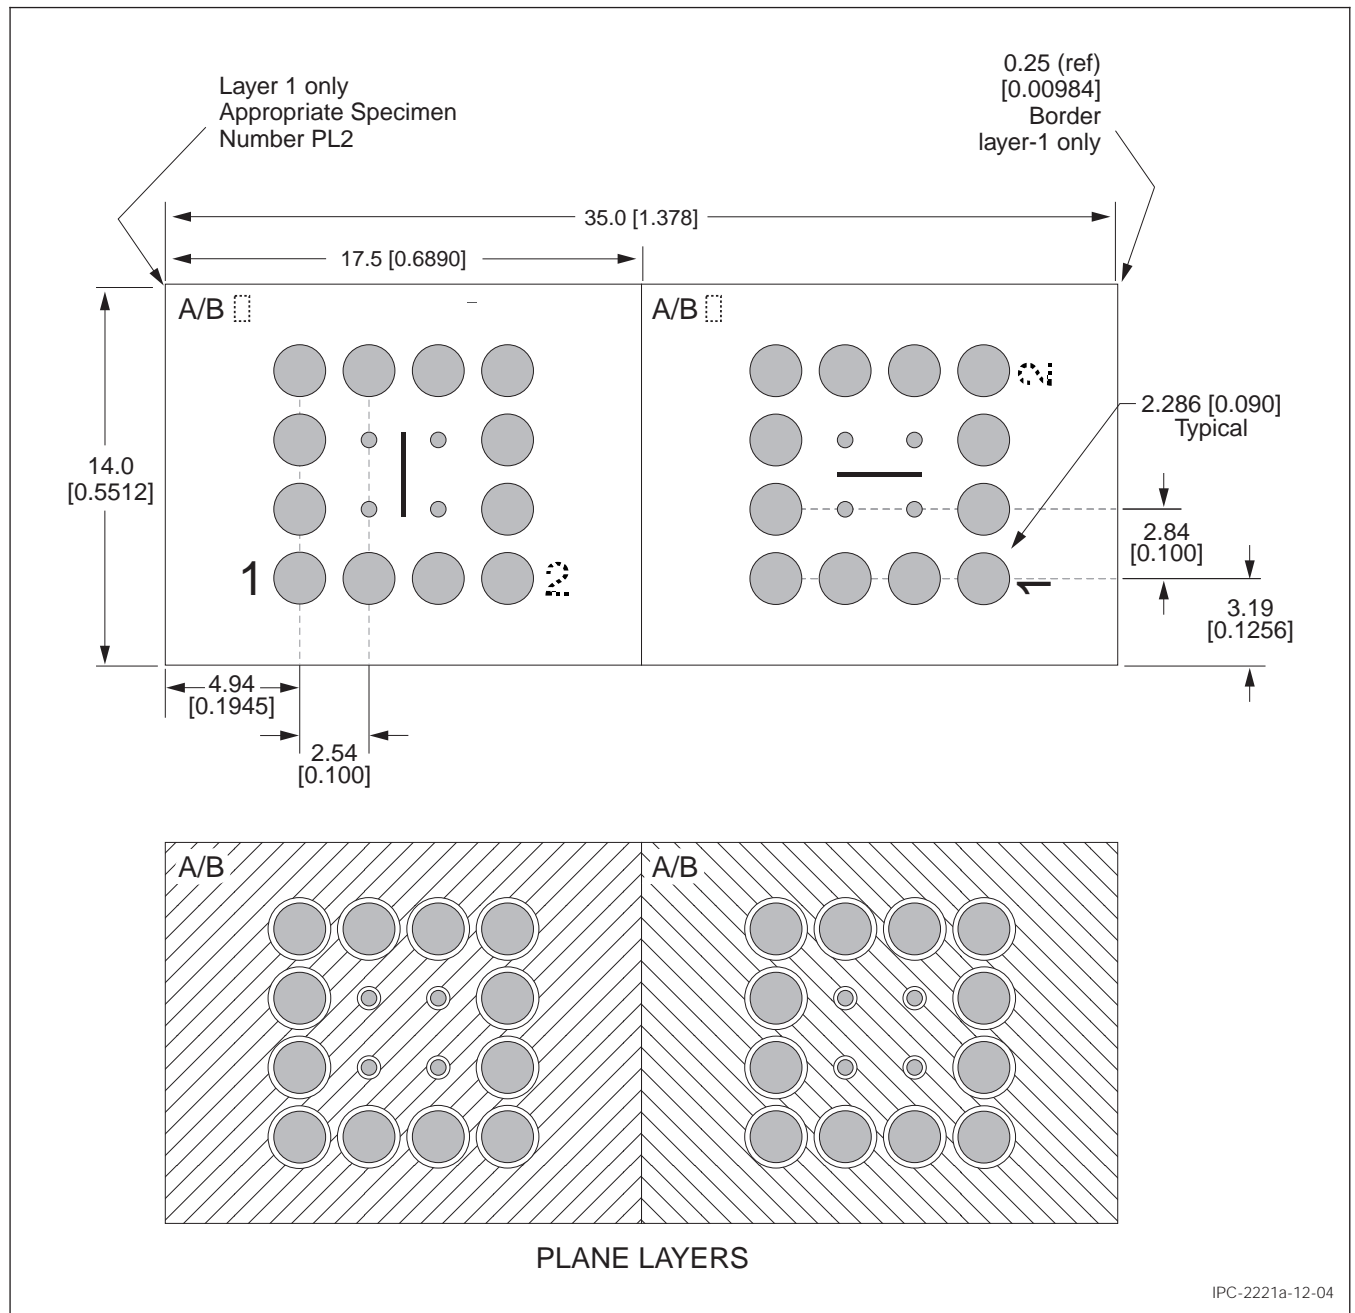 Layer 1 only
Appropriate Specimen
Number PL2
0.25 (ref)
[0.00984]
Border
layer-1 only
35.0 [1.378]
17.5 [0.6890]
A/B
A/B
2
2.286 [0.090]
Typical
14.0
[0.5512]
2.84
[0.100]
1
2
1
3.19
[0.1256]
4.94
[0.1945]
2.54
[0.100]
A/B
A/B
PLANE LAYERS
IPC-2221a-12-04